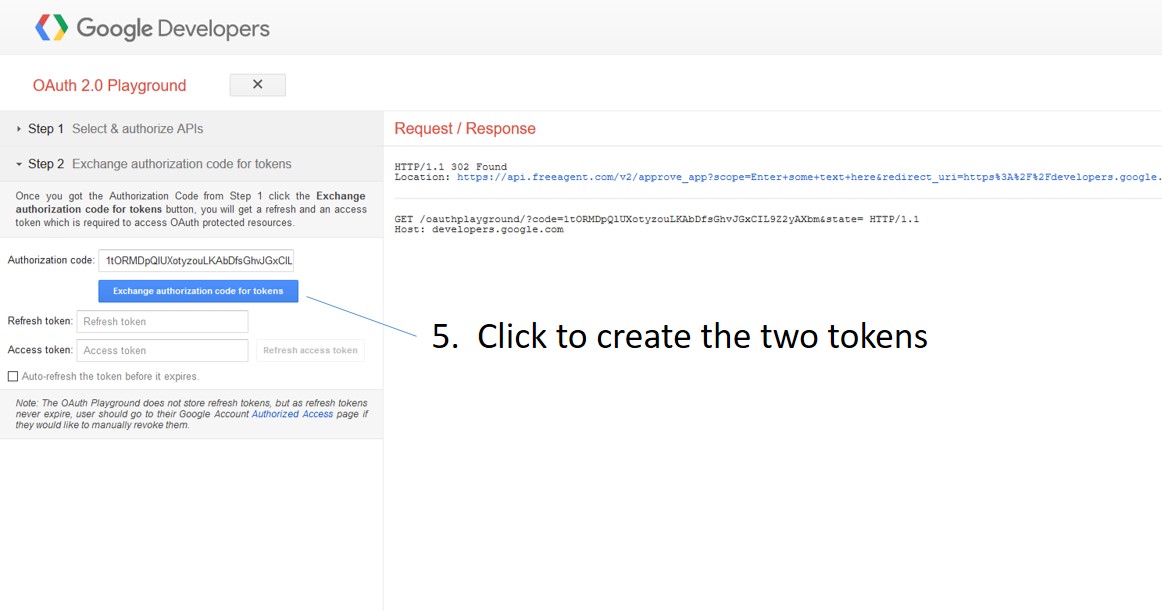 Google Developers
OAuth 2.0 Playground
Step 1 Select & authorize APIs
Step 2 Exchange authorization code for tokens
Once you got the Authorization Code from Step 1 click the Exchange
authorization code for tokens button, you will get a refresh and an access
token which is required to access OAuth protected resources.
Authorization code: 1tORMDpQlUXotyzouLKAbDfsGhvJGxCIL
Exchange authorization code for tokens
Refresh token: Refresh token
Access token: Access token Refresh access token
Auto-refresh the token before it expires.
Note: The OAuth Playground does not store refresh tokens, but as refresh tokens
never expire, user should go to their Google Account Authorized Access page if
they would like to manually revoke them.
Request / Response
HTTP/1.1 302 Found
Location: https://api.freeagent.com/v2/approve_app?scope=Enter+some+text+here&redirect_uri=https%3A%2F%2Fdevelopers.google.
GET /oauthplayground/?code=1tORMDpQlUXotyzouLKAbDfsGhvJGxCIL9Z2yAXbm&state= HTTP/1.1
Host: developers.google.com
5. Click to create the two tokens